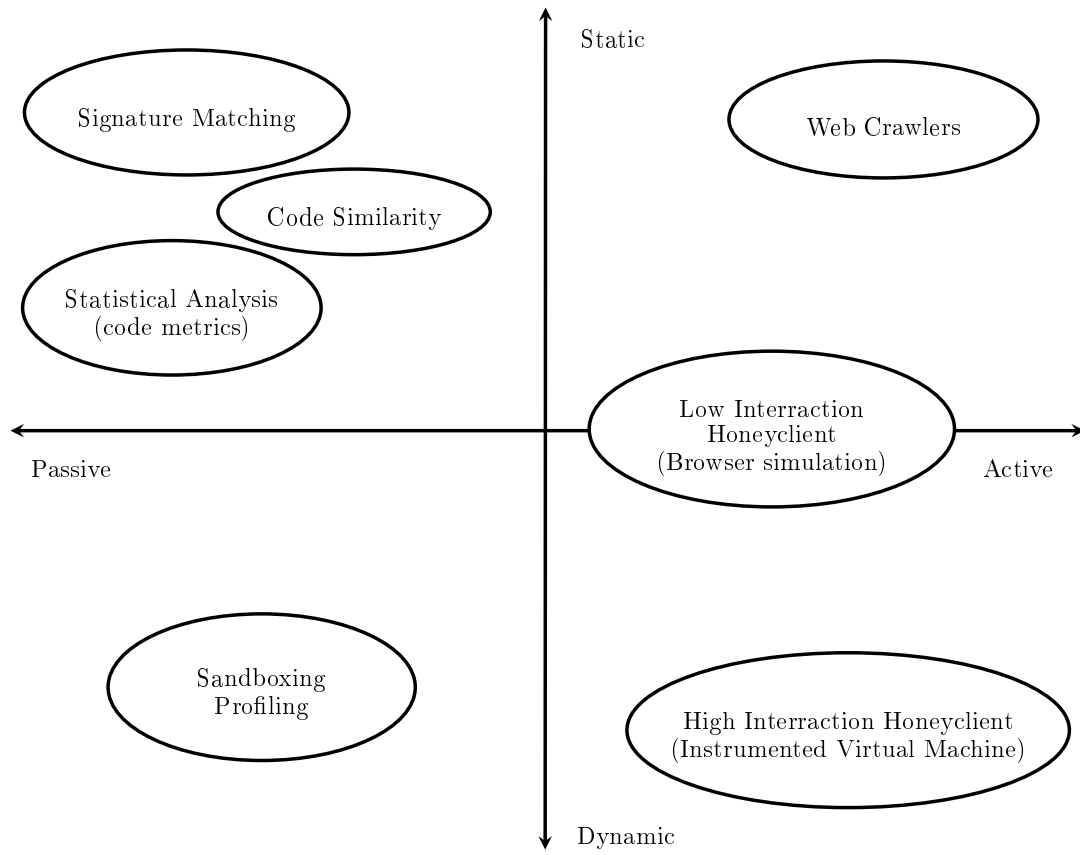 Static
Signature Matching
Web Crawlers
Code Similarity
Statistical Analysis
(code metrics)
Low Interraction
Honeyclient
(Browser simulation)
Passive
Active
Sandboxing
Profiling
High Interraction Honeyclient
(Instrumented Virtual Machine)
Dynamic